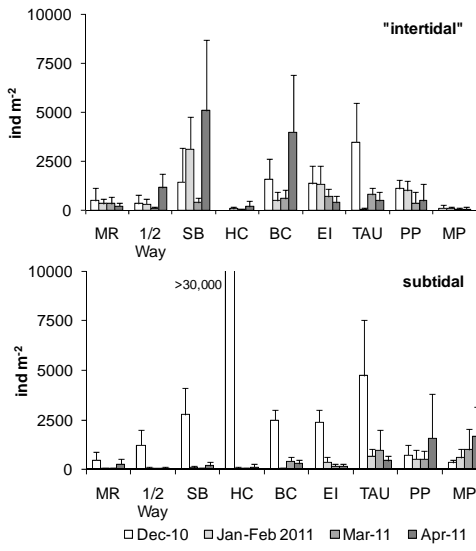 "intertidal"
ind m-2
10000
7500
5000
2500
0
MR 1/2 Way SB HC BC EI TAU PP MP
subtidal
>30,000
ind m-2
10000
7500
5000
2500
0
MR 1/2 Way SB HC BC EI TAU PP MP
Dec-10 Jan-Feb 2011 Mar-11 Apr-11